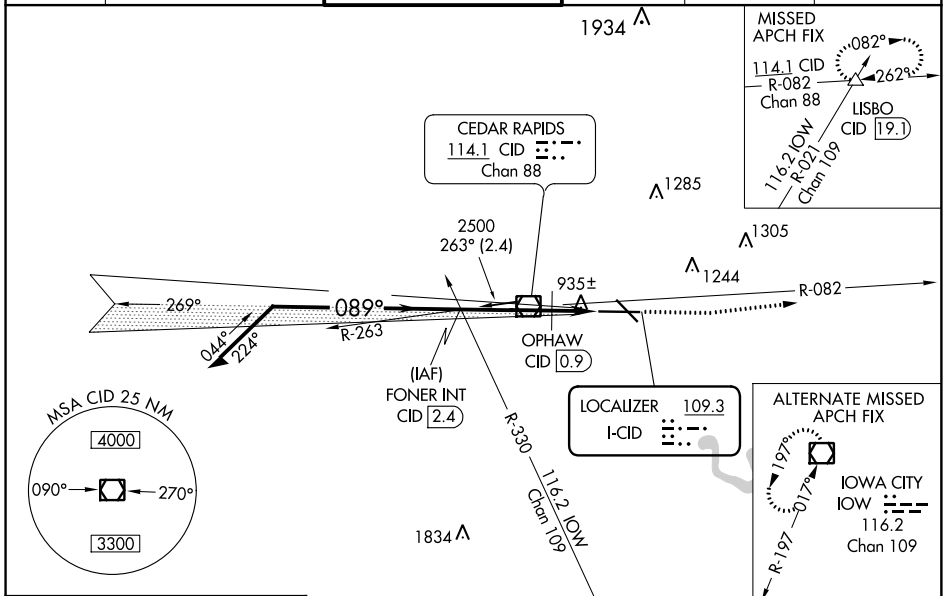 1934
MISSED
APCH FIX
082°
114.1 CID
R-082
Chan 88
262°
LISBO
CID 19.1
116.2 IOW
R-021
Chan 109
CEDAR RAPIDS
114.1 CID
Chan 88
1285
2500
263° (2.4)
1305
1244
935±
R-082
269°
089°
R-263
044°
224°
OPHAW
CID 0.9
(IAF)
FONER INT
CID 2.4
LOCALIZER 109.3
I-CID
R-330
116.2 IOW
Chan 109
MSA CID 25 NM
4000
090°
270°
3300
1834
ALTERNATE MISSED
APCH FIX
197°
017°
R-197
IOWA CITY
IOW
116.2
Chan 109